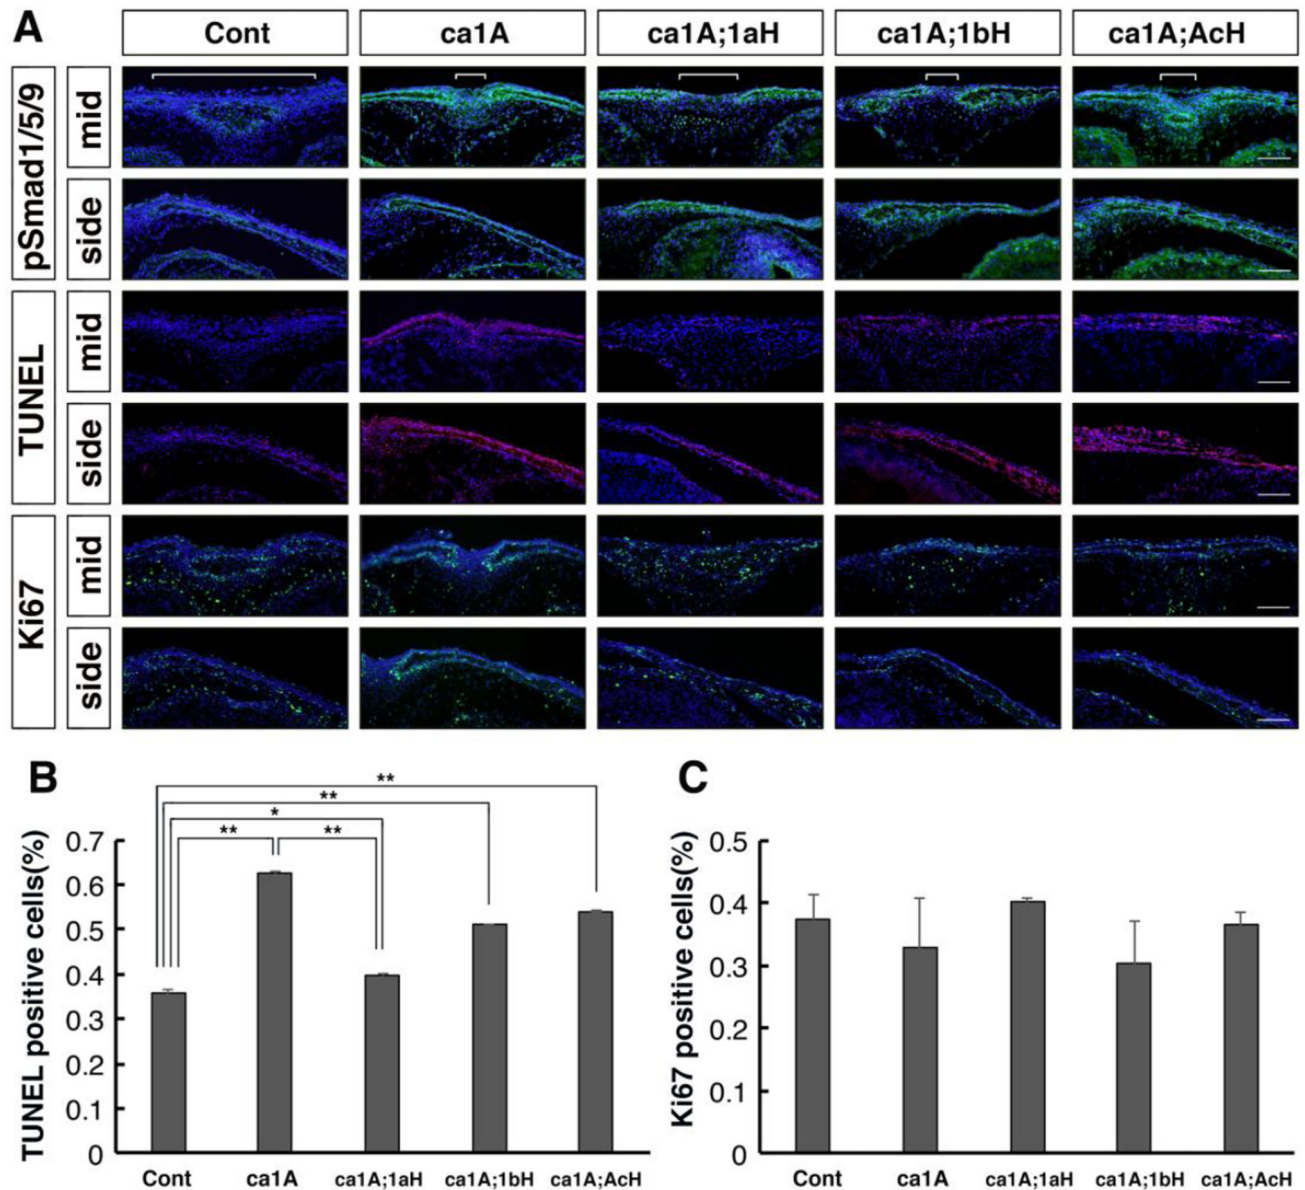 A
Cont
ca1A
ca1A;1aH
ca1A;1bH
ca1A;AcH
pSmad1/5/9
mid
side
TUNEL
mid
side
Ki67
mid
side
B
**
**
*
**
**
TUNEL positive cells(%)
0.7
0.6
0.5
0.4
0.3
0.2
0.1
0
Cont
ca1A
ca1A;1aH
ca1A;1bH
ca1A;AcH
C
Ki67 positive cells(%)
0.5
0.4
0.3
0.2
0.1
0
Cont
ca1A
ca1A;1aH
ca1A;1bH
ca1A;AcH